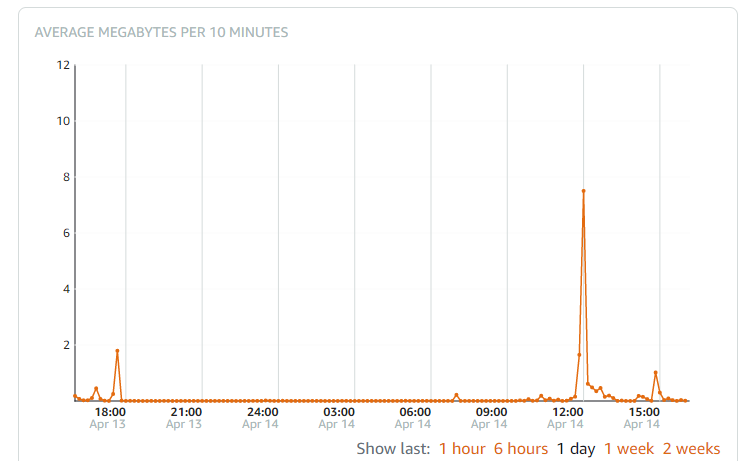 AVERAGE MEGABYTES PER 10 MINUTES
12
10
8
6
4
2
18:00 21:00 24:00 03:00 06:00 09:00 12:00 15:00
Apr 13 Apr 13 Apr 14 Apr 14 Apr 14 Apr 14 Apr 14 Apr 14
Show last: 1 hour 6 hours 1 day 1 week 2 weeks